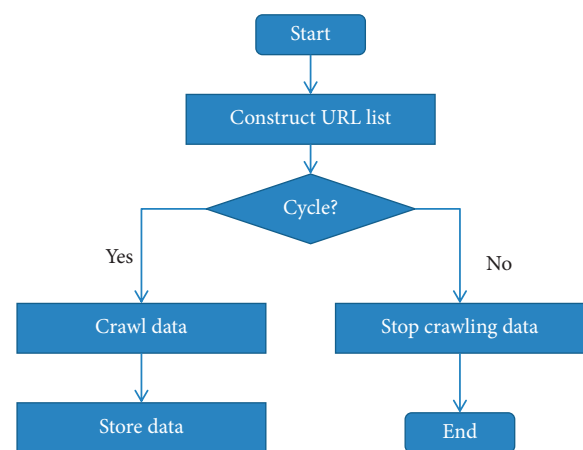 Start
Construct URL list
Cycle?
Yes
No
Crawl data
Stop crawling data
Store data
End